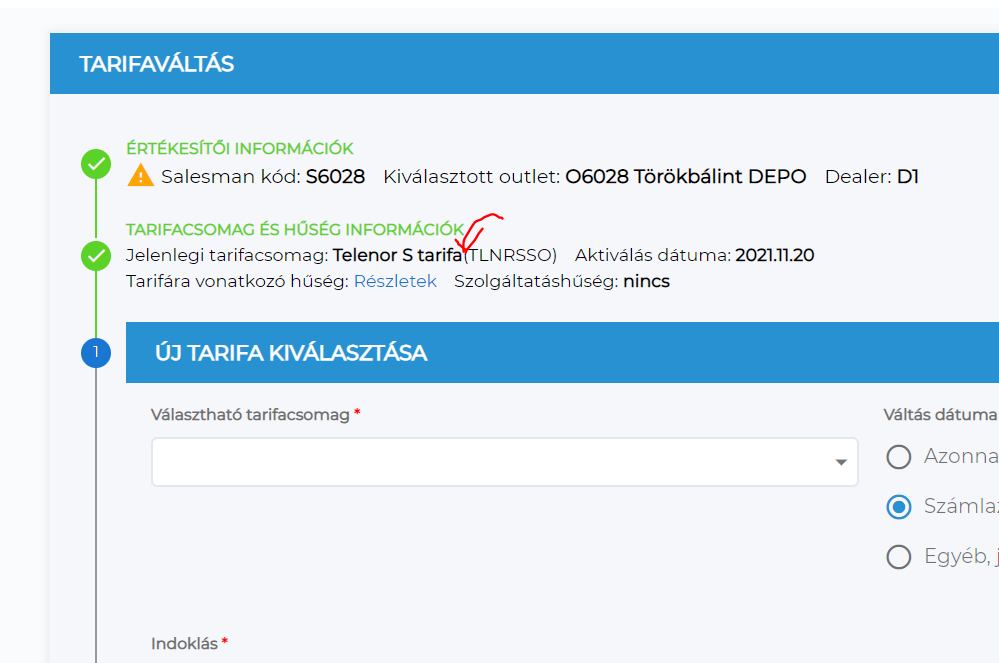 TARIFAVÁLTÁS
ÉRTÉKESÍTŐI INFORMÁCIÓK
Salesman kód: S6028 Kiválasztott outlet: O6028 Törökbálint DEPO Dealer: D1
TARIFACSOMAG ÉS HŰSÉG INFORMÁCIÓK
Jelenlegi tarifacsomag: Telenor S tarifa(TLNRSSO) Aktiválás dátuma: 2021.11.20
Tarifára vonatkozó hűség: Részletek Szolgáltatáshűség: nincs
1
ÚJ TARIFA KIVÁLASZTÁSA
Választható tarifacsomag * Váltás dátuma
Azonna
Számlaz
Egyéb, j
Indoklás *